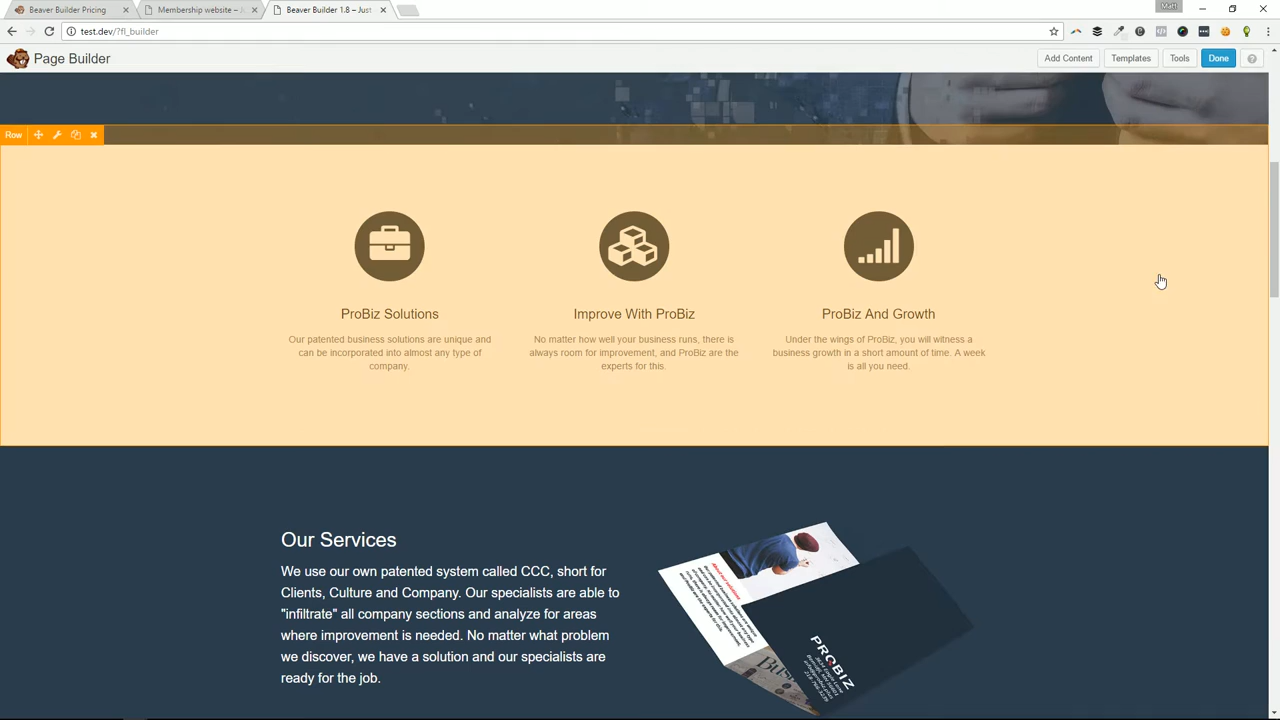 Beaver Builder Pricing
Membership website –
Beaver Builder 1.8 – Just
Matt
test.dev/?fl_builder
Page Builder
Add Content
Templates
Tools
Done
?
Row
ProBiz Solutions
Our patented business solutions are unique and
can be incorporated into almost any type of
company.
Improve With ProBiz
No matter how well your business runs, there is
always room for improvement, and ProBiz are the
experts for this.
ProBiz And Growth
Under the wings of ProBiz, you will witness a
business growth in a short amount of time. A week
is all you need.
Our Services
We use our own patented system called CCC, short for
Clients, Culture and Company. Our specialists are able to
"infiltrate" all company sections and analyze for areas
where improvement is needed. No matter what problem
we discover, we have a solution and our specialists are
ready for the job.
PROBIZ